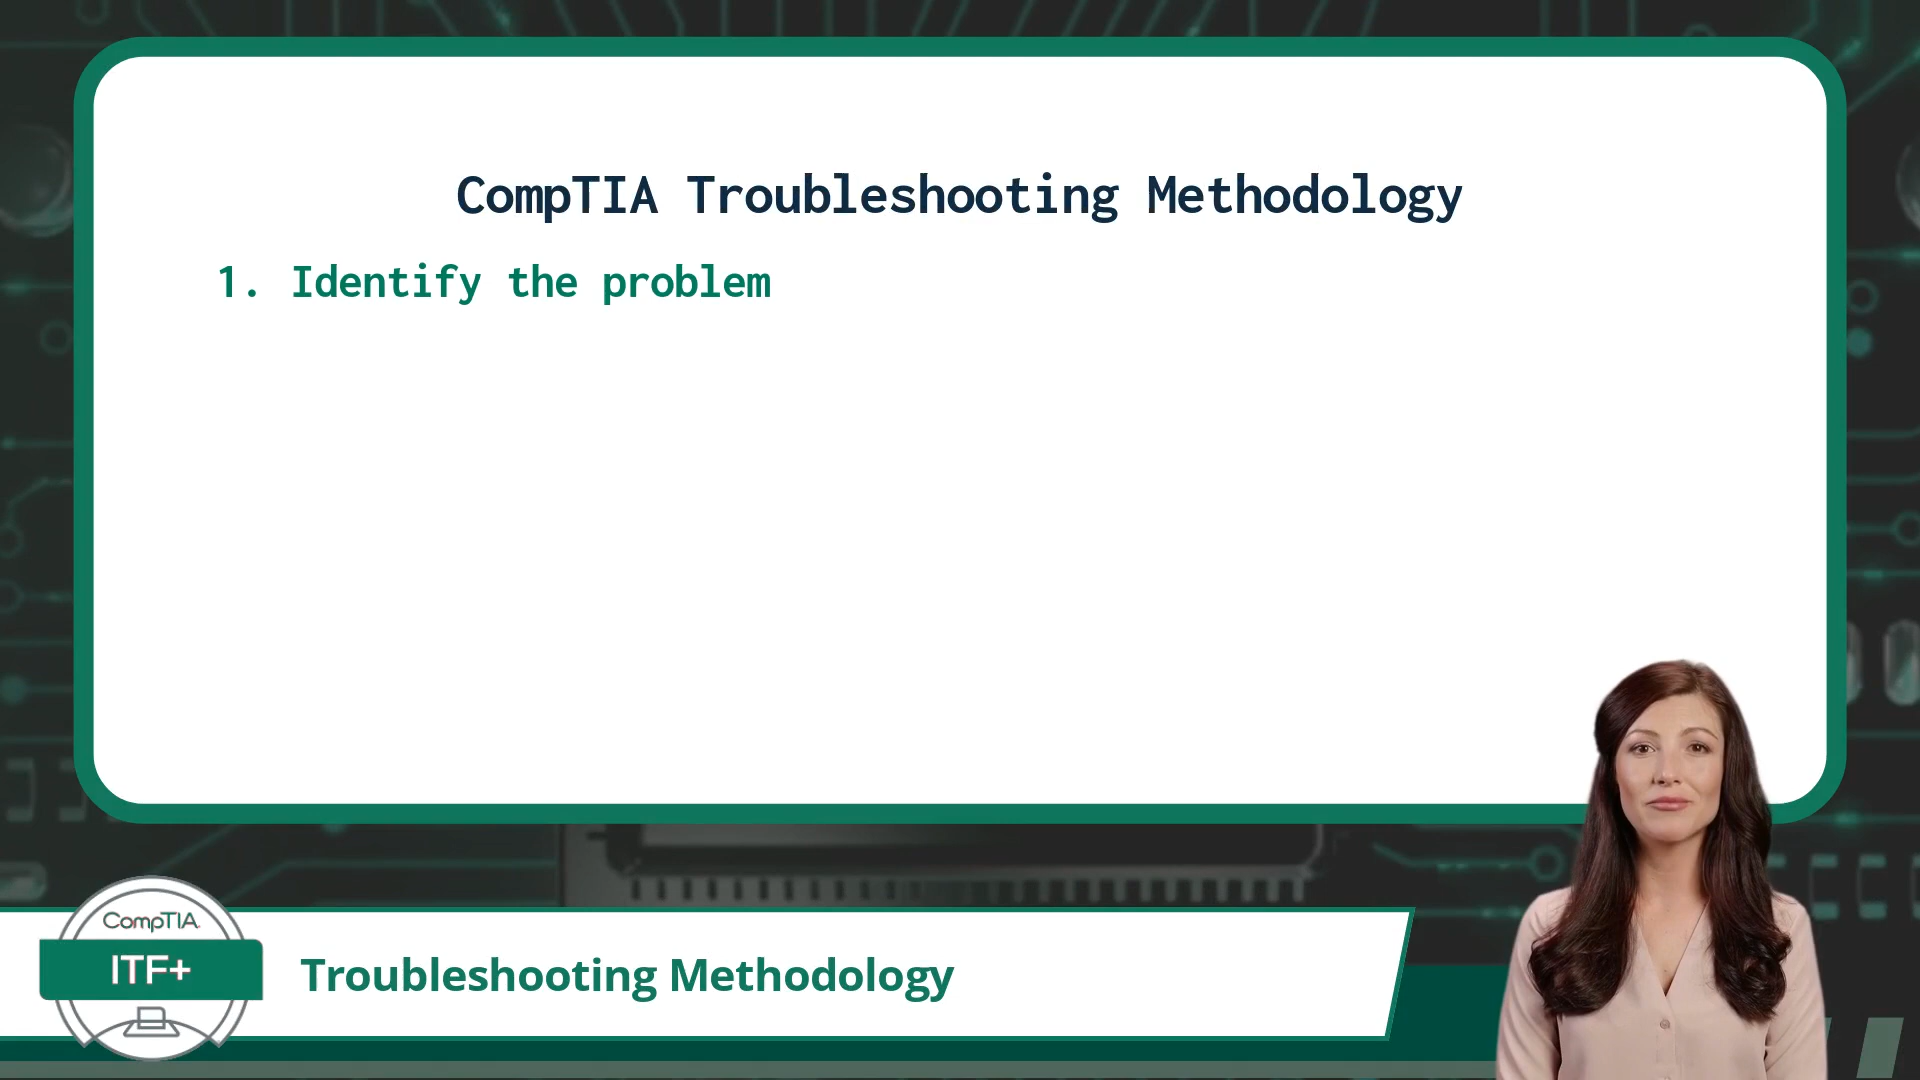 CompTIA Troubleshooting Methodology
1. Identify the problem
CompTIA.
ITF+
Troubleshooting Methodology